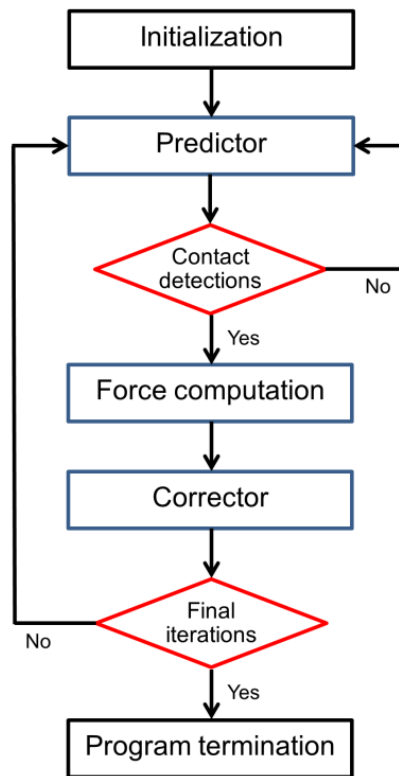 Initialization
Predictor
Contact
detections
No
Yes
Force computation
Corrector
Final
iterations
No
Yes
Program termination